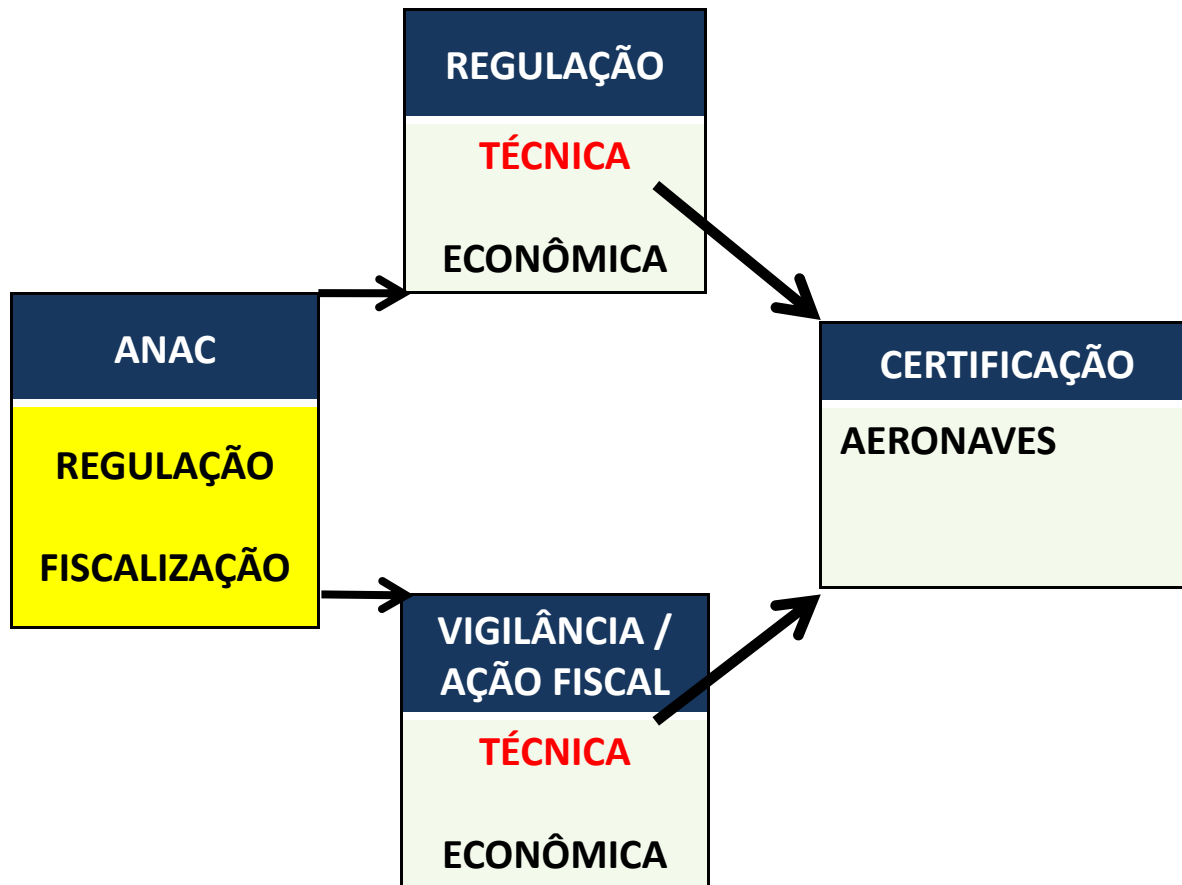 REGULAÇÃO
TÉCNICA
ECONÔMICA
ANAC
REGULAÇÃO
FISCALIZAÇÃO
CERTIFICAÇÃO
AERONAVES
VIGILÂNCIA /
AÇÃO FISCAL
TÉCNICA
ECONÔMICA